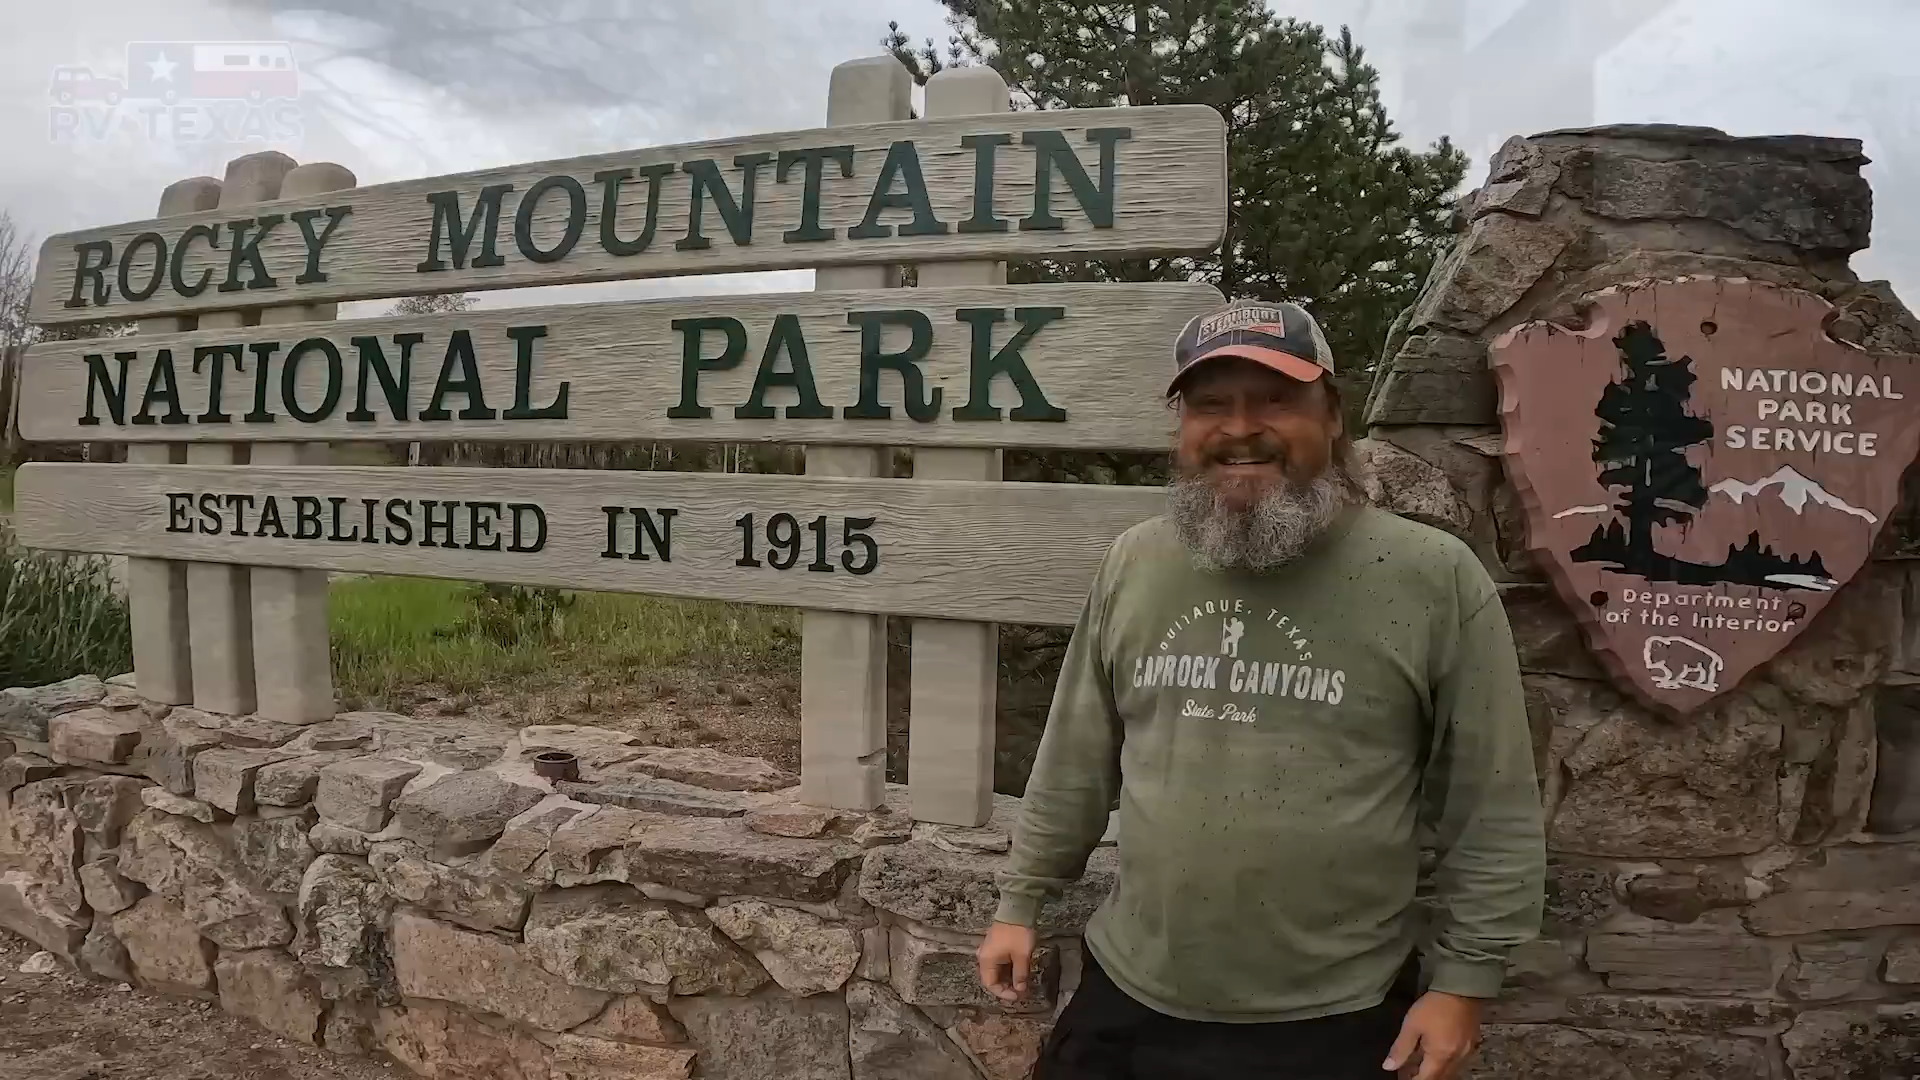 RV TEXAS
ROCKY MOUNTAIN
NATIONAL PARK
ESTABLISHED IN 1915
STEAMBOAT
QUITAQUE, TEXAS
CAPROCK CANYONS
State Park
NATIONAL
PARK
SERVICE
Department
of the Interior